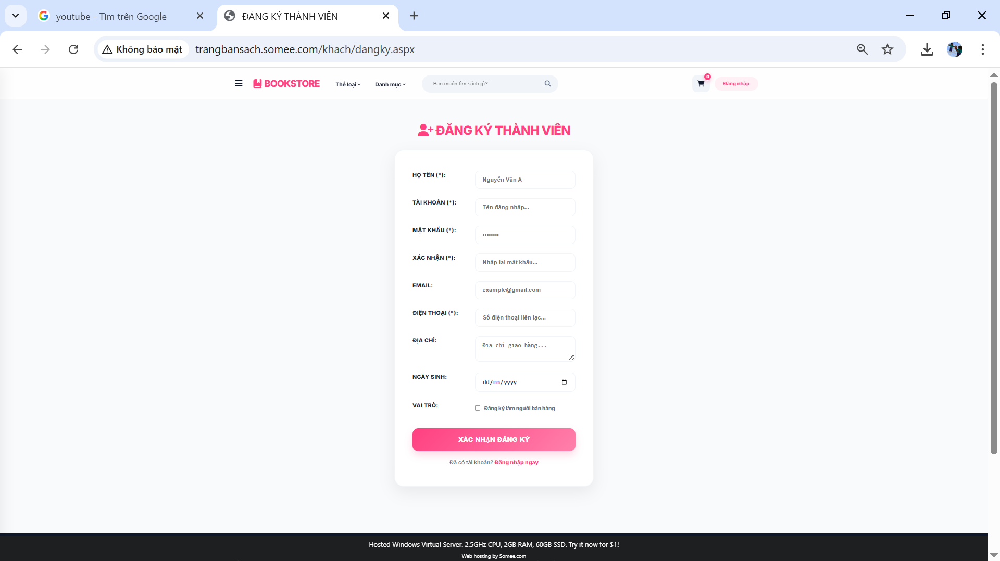 youtube - Tìm trên Google
ĐĂNG KÝ THÀNH VIÊN
Không bảo mật
trangbansach.somee.com/khach/dangky.aspx
BOOKSTORE
Thể loại
Danh mục
Bạn muốn tìm sách gì?
0
Đăng nhập
ĐĂNG KÝ THÀNH VIÊN
HỌ TÊN (*):
Nguyễn Văn A
TÀI KHOẢN (*):
Tên đăng nhập...
MẬT KHẨU (*):
••••••••
XÁC NHẬN (*):
Nhập lại mật khẩu...
EMAIL:
example@gmail.com
ĐIỆN THOẠI (*):
Số điện thoại liên lạc...
ĐỊA CHỈ:
Địa chỉ giao hàng...
NGÀY SINH:
dd/mm/yyyy
VAI TRÒ:
Đăng ký làm người bán hàng
XÁC NHẬN ĐĂNG KÝ
Đã có tài khoản? Đăng nhập ngay
Hosted Windows Virtual Server. 2.5GHz CPU, 2GB RAM, 60GB SSD. Try it now for $1!
Web hosting by Somee.com